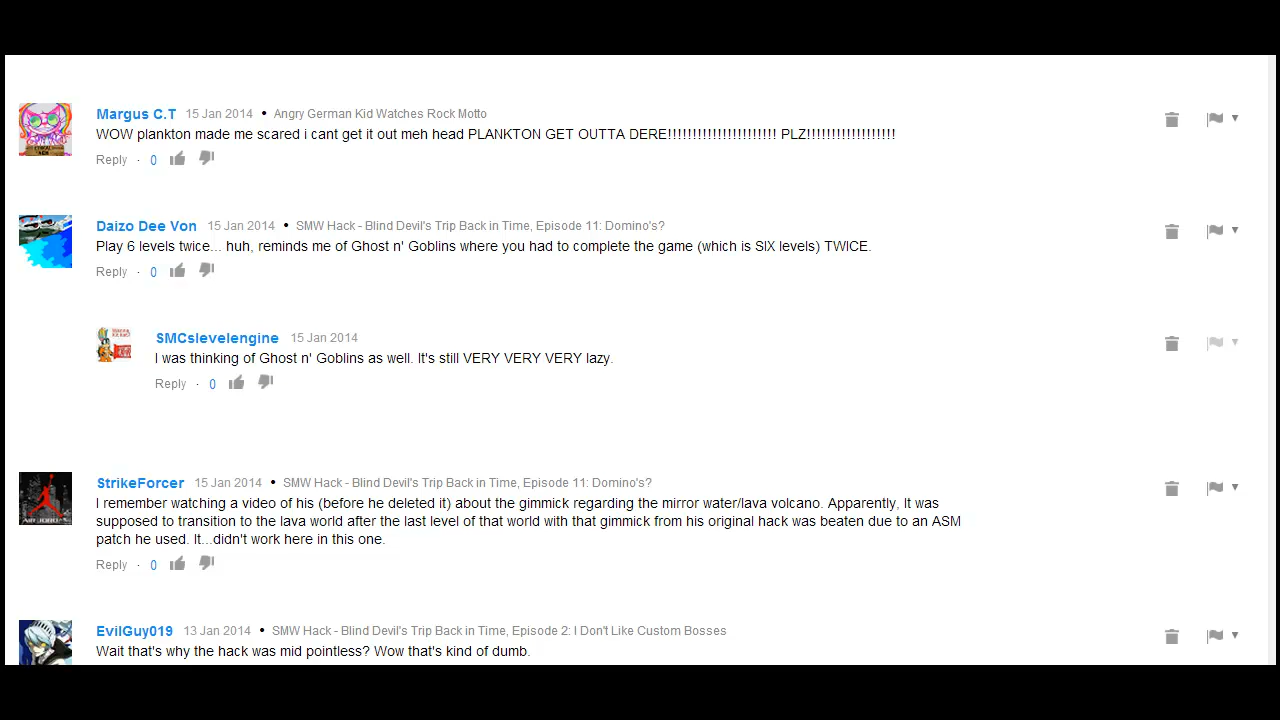 Margus C.T 15 Jan 2014 • Angry German Kid Watches Rock Motto
WOW plankton made me scared i cant get it out meh head PLANKTON GET OUTTA DERE!!!!!!!!!!!!!!!!!!!!!! PLZ!!!!!!!!!!!!!!!!!!
Reply · 0
Daizo Dee Von 15 Jan 2014 • SMW Hack - Blind Devil's Trip Back in Time, Episode 11: Domino's?
Play 6 levels twice... huh, reminds me of Ghost n' Goblins where you had to complete the game (which is SIX levels) TWICE.
Reply · 0
SMCslevelengine 15 Jan 2014
I was thinking of Ghost n' Goblins as well. It's still VERY VERY VERY lazy.
Reply · 0
StrikeForcer 15 Jan 2014 • SMW Hack - Blind Devil's Trip Back in Time, Episode 11: Domino's?
I remember watching a video of his (before he deleted it) about the gimmick regarding the mirror water/lava volcano. Apparently, It was
supposed to transition to the lava world after the last level of that world with that gimmick from his original hack was beaten due to an ASM
patch he used. It...didn't work here in this one.
Reply · 0
EvilGuy019 13 Jan 2014 • SMW Hack - Blind Devil's Trip Back in Time, Episode 2: I Don't Like Custom Bosses
Wait that's why the hack was mid pointless? Wow that's kind of dumb.